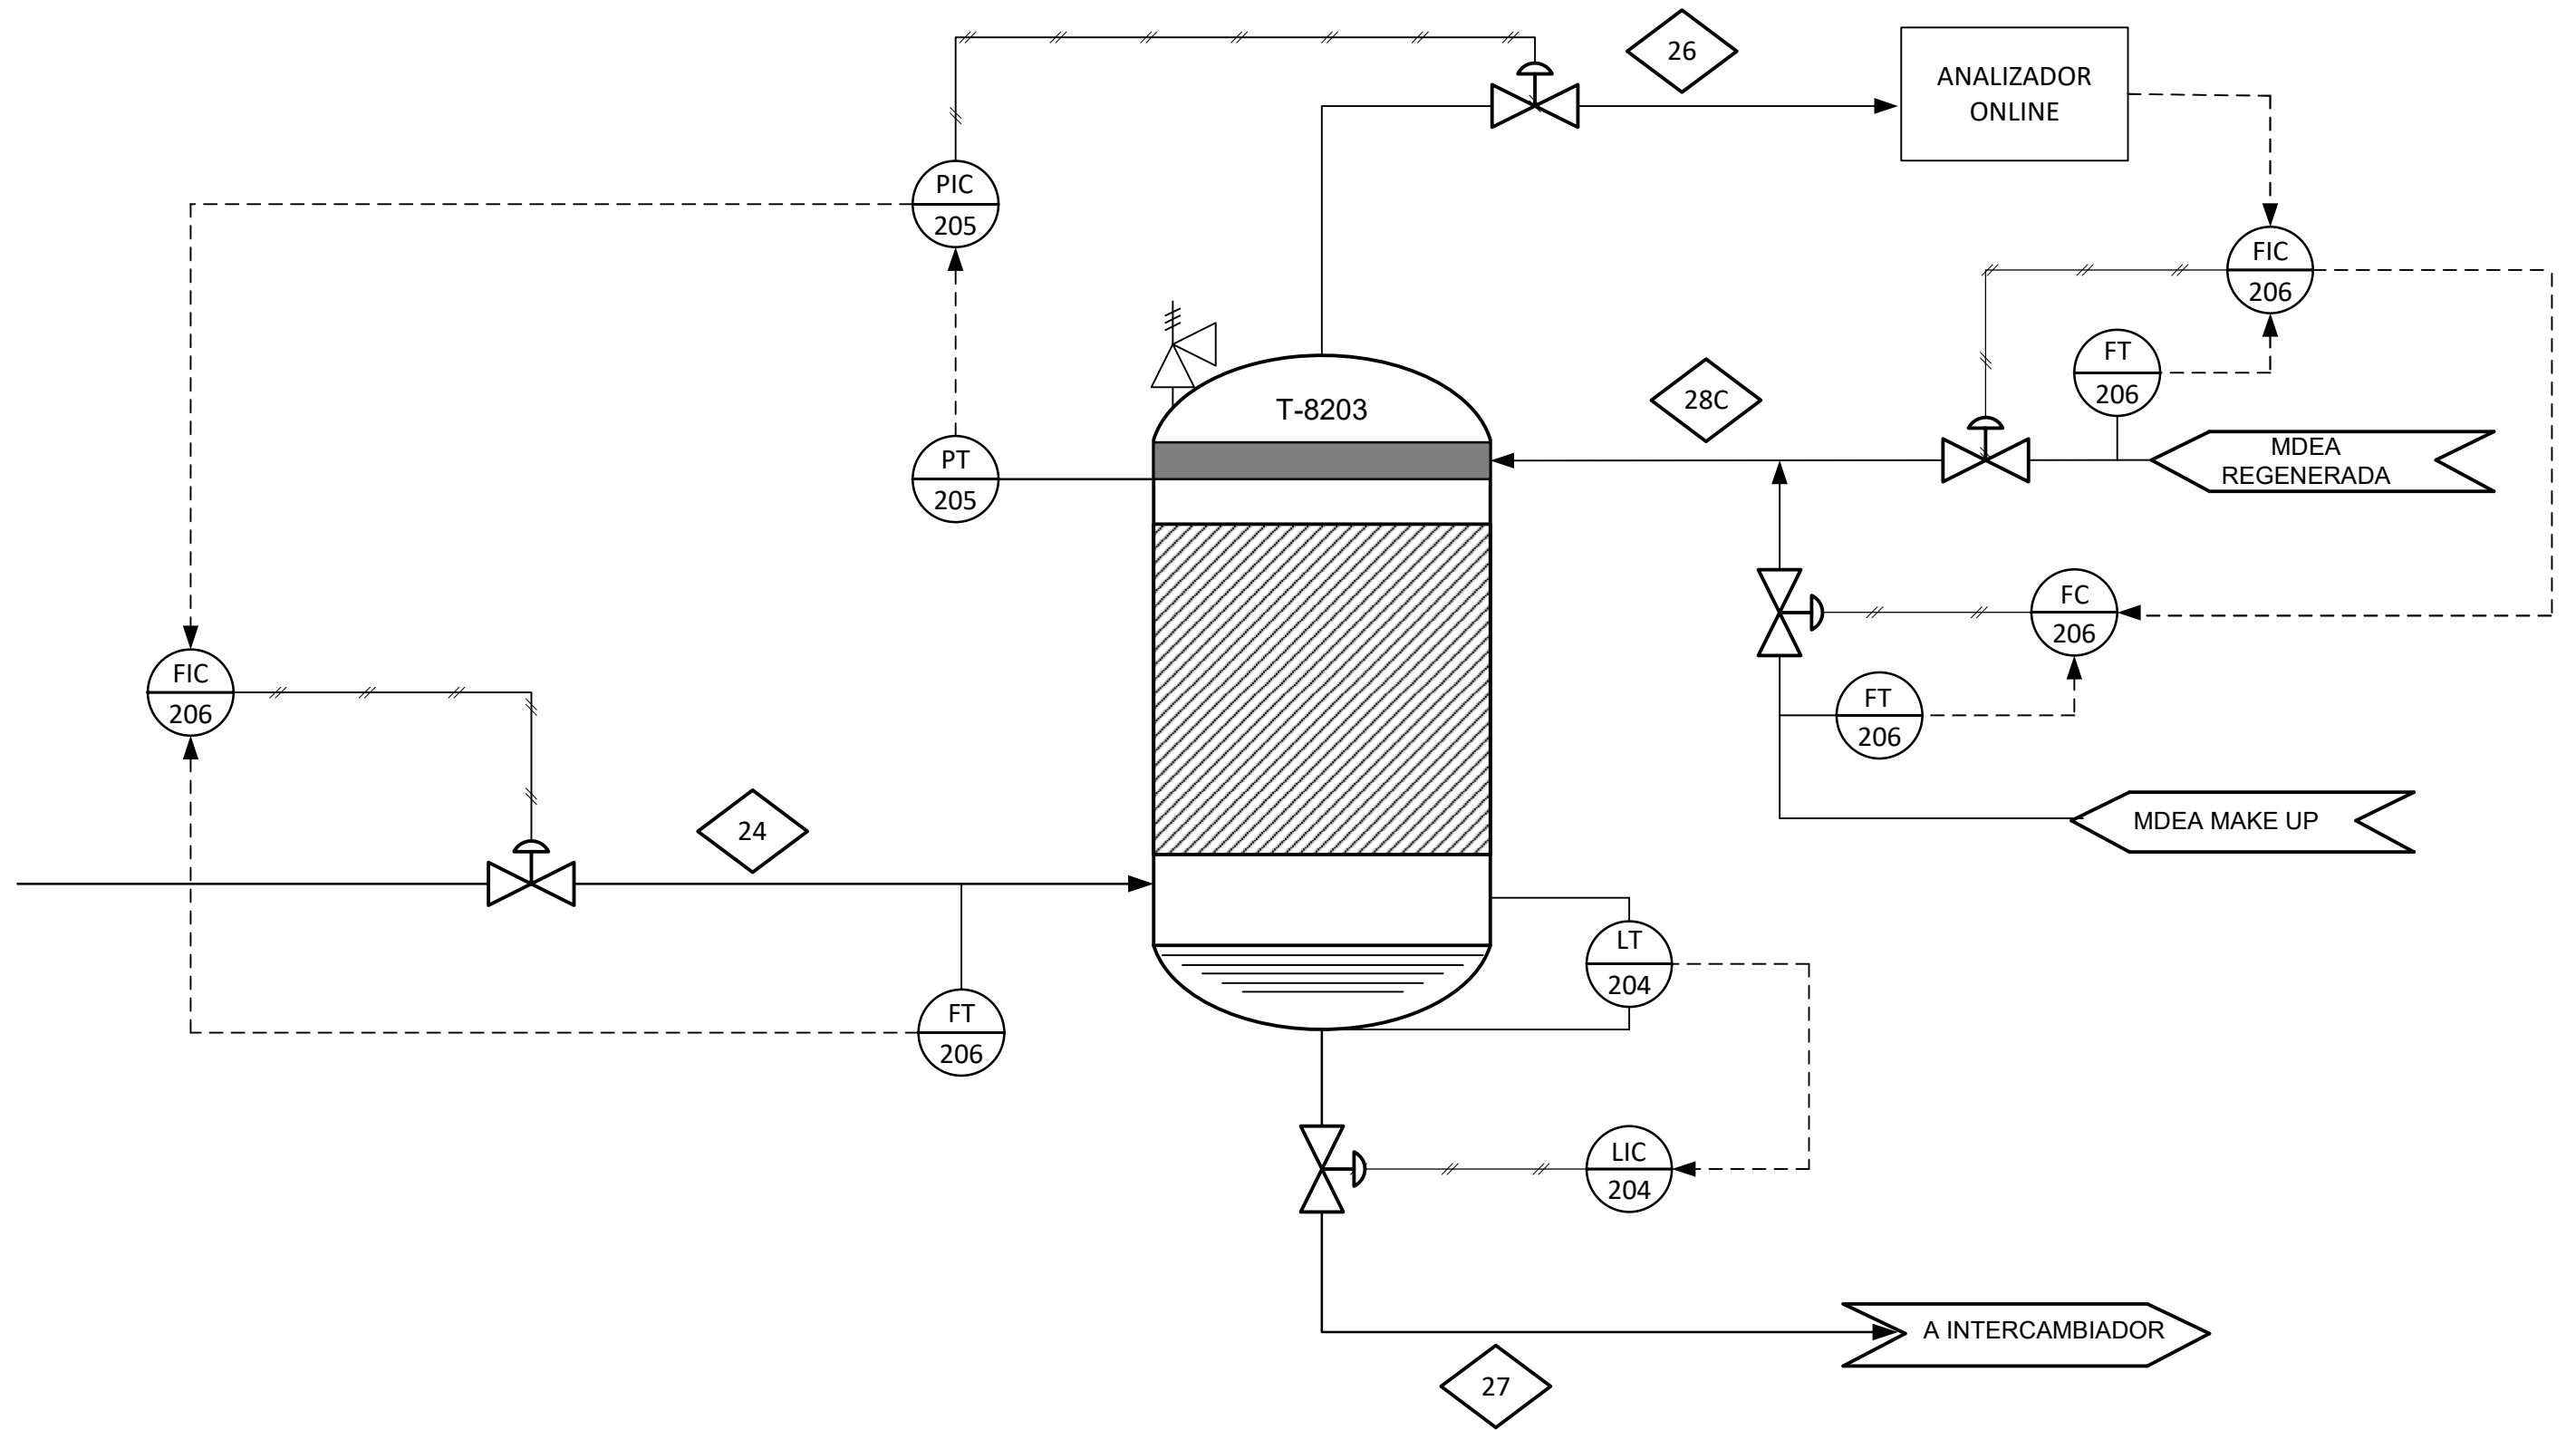 26
ANALIZADOR
ONLINE
PIC
205
FIC
206
FT
206
28C
T-8203
MDEA
REGENERADA
PT
205
FC
206
FIC
206
FT
206
24
MDEA MAKE UP
LT
204
FT
206
LIC
204
A INTERCAMBIADOR
27